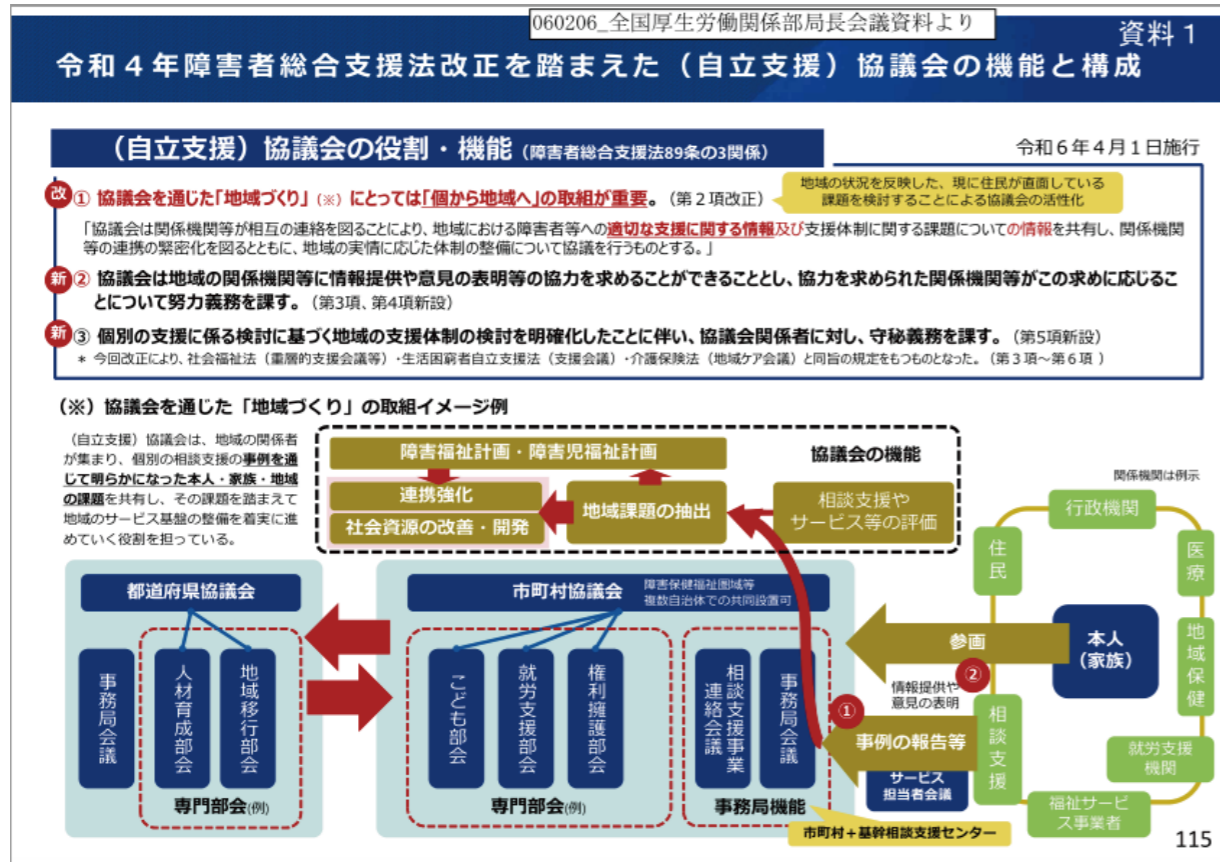 060206_全国厚生労働関係部局長会議資料より
資料１
令和４年障害者総合支援法改正を踏まえた（自立支援）協議会の機能と構成
（自立支援）協議会の役割・機能（障害者総合支援法89条の3関係）
令和６年４月１日施行
改 ① 協議会を通じた「地域づくり」（※）にとっては「個から地域へ」の取組が重要。（第２項改正）
地域の状況を反映した、現に住民が直面している
課題を検討することによる協議会の活性化
「協議会は関係機関等が相互の連絡を図ることにより、地域における障害者等への適切な支援に関する情報及び支援体制に関する課題についての情報を共有し、関係機関
等の連携の緊密化を図るとともに、地域の実情に応じた体制の整備について協議を行うものとする。」
新 ② 協議会は地域の関係機関等に情報提供や意見の表明等の協力を求めることができることとし、協力を求められた関係機関等がこの求めに応じるこ
とについて努力義務を課す。（第3項、第4項新設）
新 ③ 個別の支援に係る検討に基づく地域の支援体制の検討を明確化したことに伴い、協議会関係者に対し、守秘義務を課す。（第5項新設）
＊ 今回改正により、社会福祉法（重層的支援会議等）・生活困窮者自立支援法（支援会議）・介護保険法（地域ケア会議）と同旨の規定をもつものとなった。（第３項～第６項 ）
（※）協議会を通じた「地域づくり」の取組イメージ例
（自立支援）協議会は、地域の関係者
が集まり、個別の相談支援の事例を通
じて明らかになった本人・家族・地域
の課題を共有し、その課題を踏まえて
地域のサービス基盤の整備を着実に進
めていく役割を担っている。
障害福祉計画・障害児福祉計画
協議会の機能
連携強化
社会資源の改善・開発
地域課題の抽出
相談支援や
サービス等の評価
関係機関は例示
行政機関
住民
医療
本人
（家族）
地域保健
相談支援
就労支援
機関
福祉サービ
ス事業者
都道府県協議会
事務局会議
人材育成部会
地域移行部会
専門部会(例)
市町村協議会
障害保健福祉圏域等
複数自治体での共同設置可
こども部会
就労支援部会
権利擁護部会
専門部会(例)
相談支援事業
連絡会議
事務局会議
事務局機能
参画
②
情報提供や
意見の表明
①
事例の報告等
サービス
担当者会議
市町村＋基幹相談支援センター
115